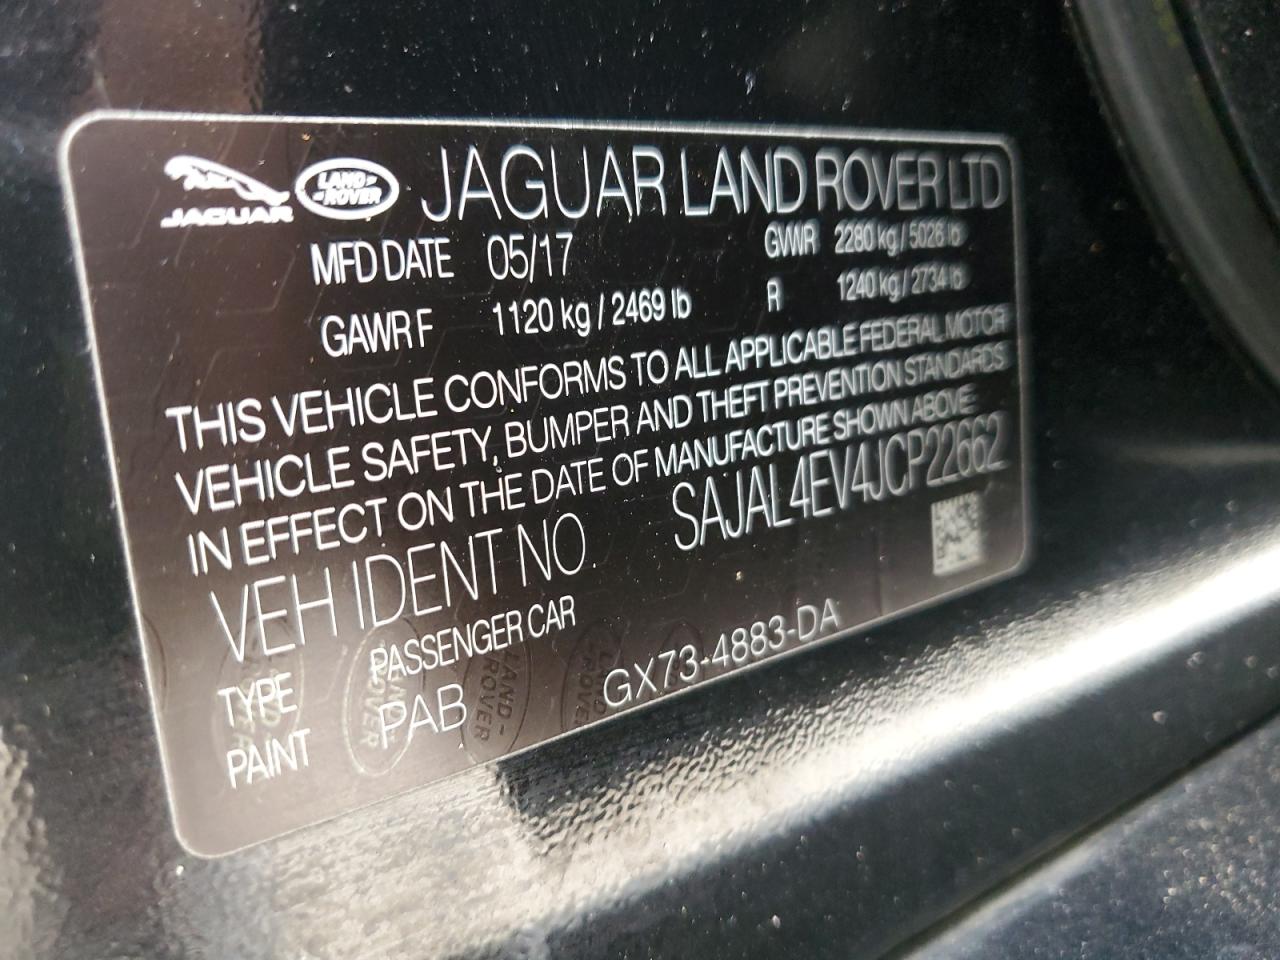 JAGUAR LAND ROVER JAGUAR LAND ROVER LTD
MFD DATE 05/17 GVWR 2280 kg / 5026 lb
GAWR F 1120 kg / 2469 lb R 1240 kg / 2734 lb
THIS VEHICLE CONFORMS TO ALL APPLICABLE FEDERAL MOTOR
VEHICLE SAFETY, BUMPER AND THEFT PREVENTION STANDARDS
IN EFFECT ON THE DATE OF MANUFACTURE SHOWN ABOVE
VEH IDENT NO. SAJAL4EV4JCP22662
TYPE PASSENGER CAR
PAINT PAB GX73-4883-DA